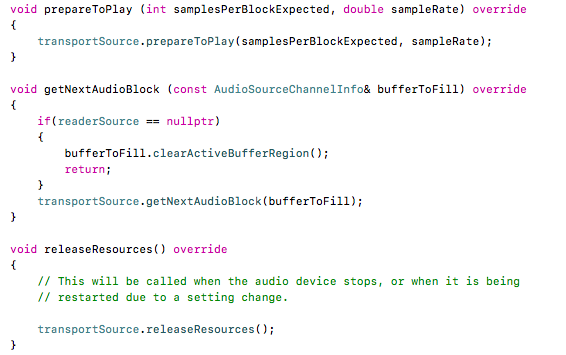 void prepareToPlay (int samplesPerBlockExpected, double sampleRate) override
{
    transportSource.prepareToPlay(samplesPerBlockExpected, sampleRate);
}

void getNextAudioBlock (const AudioSourceChannelInfo& bufferToFill) override
{
    if(readerSource == nullptr)
    {
        bufferToFill.clearActiveBufferRegion();
        return;
    }
    transportSource.getNextAudioBlock(bufferToFill);
}

void releaseResources() override
{
    // This will be called when the audio device stops, or when it is being
    // restarted due to a setting change.

    transportSource.releaseResources();
}